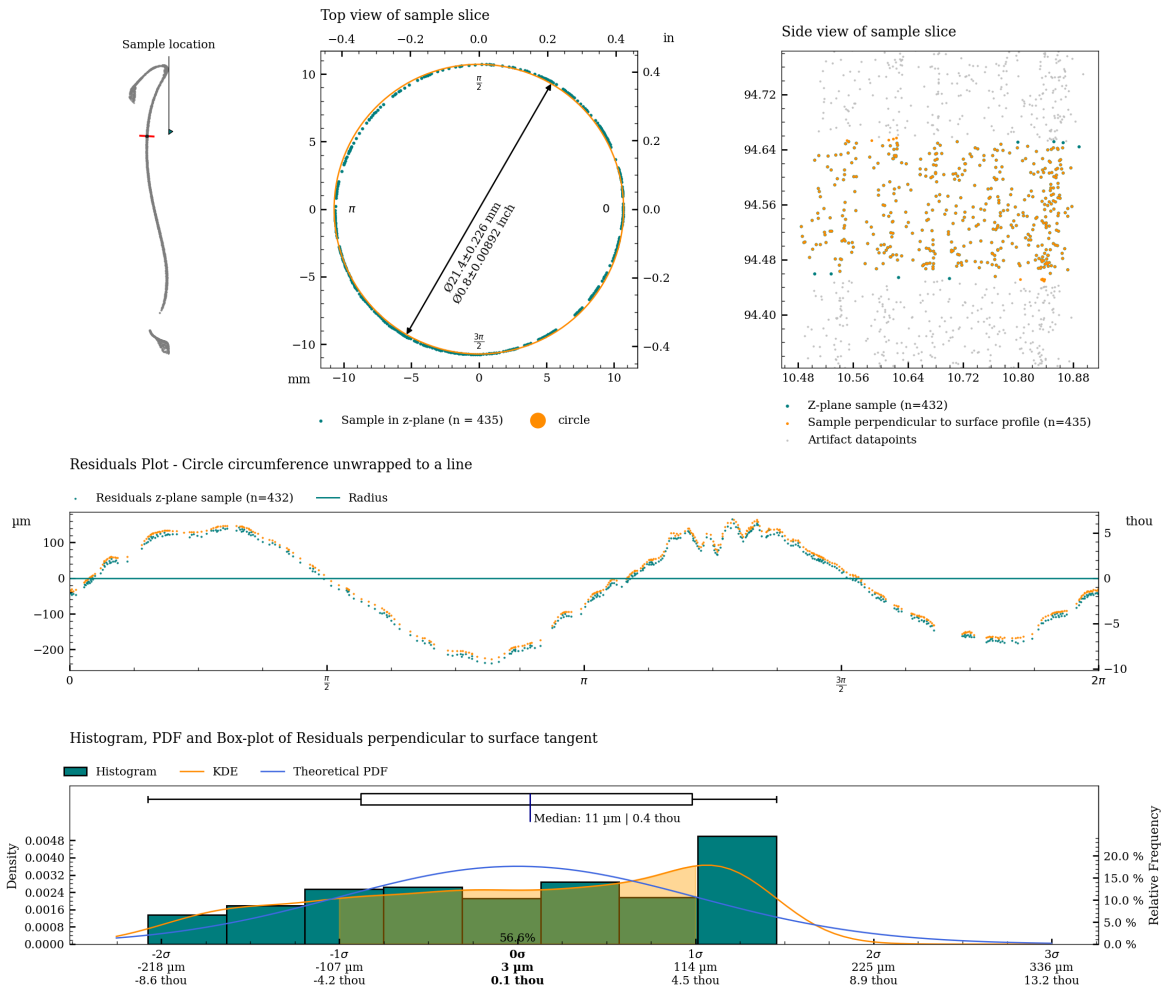 Sample location
Top view of sample slice
−0.4 −0.2 0.0 0.2 0.4 in
10 5 0 −5 −10
0.4 0.2 0.0 −0.2 −0.4
π/2
π 0
3π/2
Ø21.4±0.226 mm
Ø0.8±0.00892 inch
mm −10 −5 0 5 10
Sample in z-plane (n = 435) circle
Side view of sample slice
94.72
94.64
94.56
94.48
94.40
10.48 10.56 10.64 10.72 10.80 10.88
Z-plane sample (n=432)
Sample perpendicular to surface profile (n=435)
Artifact datapoints
Residuals Plot - Circle circumference unwrapped to a line
Residuals z-plane sample (n=432) Radius
µm thou
100 5
0 0
−100 −5
−200 −10
0 π/2 π 3π/2 2π
Histogram, PDF and Box-plot of Residuals perpendicular to surface tangent
Histogram KDE Theoretical PDF
Median: 11 µm | 0.4 thou
Density
0.0048
0.0040
0.0032
0.0024
0.0016
0.0008
0.0000
Relative Frequency
20.0 %
15.0 %
10.0 %
5.0 %
0.0 %
56.6%
-2σ -1σ 0σ 1σ 2σ 3σ
-218 µm -107 µm 3 µm 114 µm 225 µm 336 µm
-8.6 thou -4.2 thou 0.1 thou 4.5 thou 8.9 thou 13.2 thou